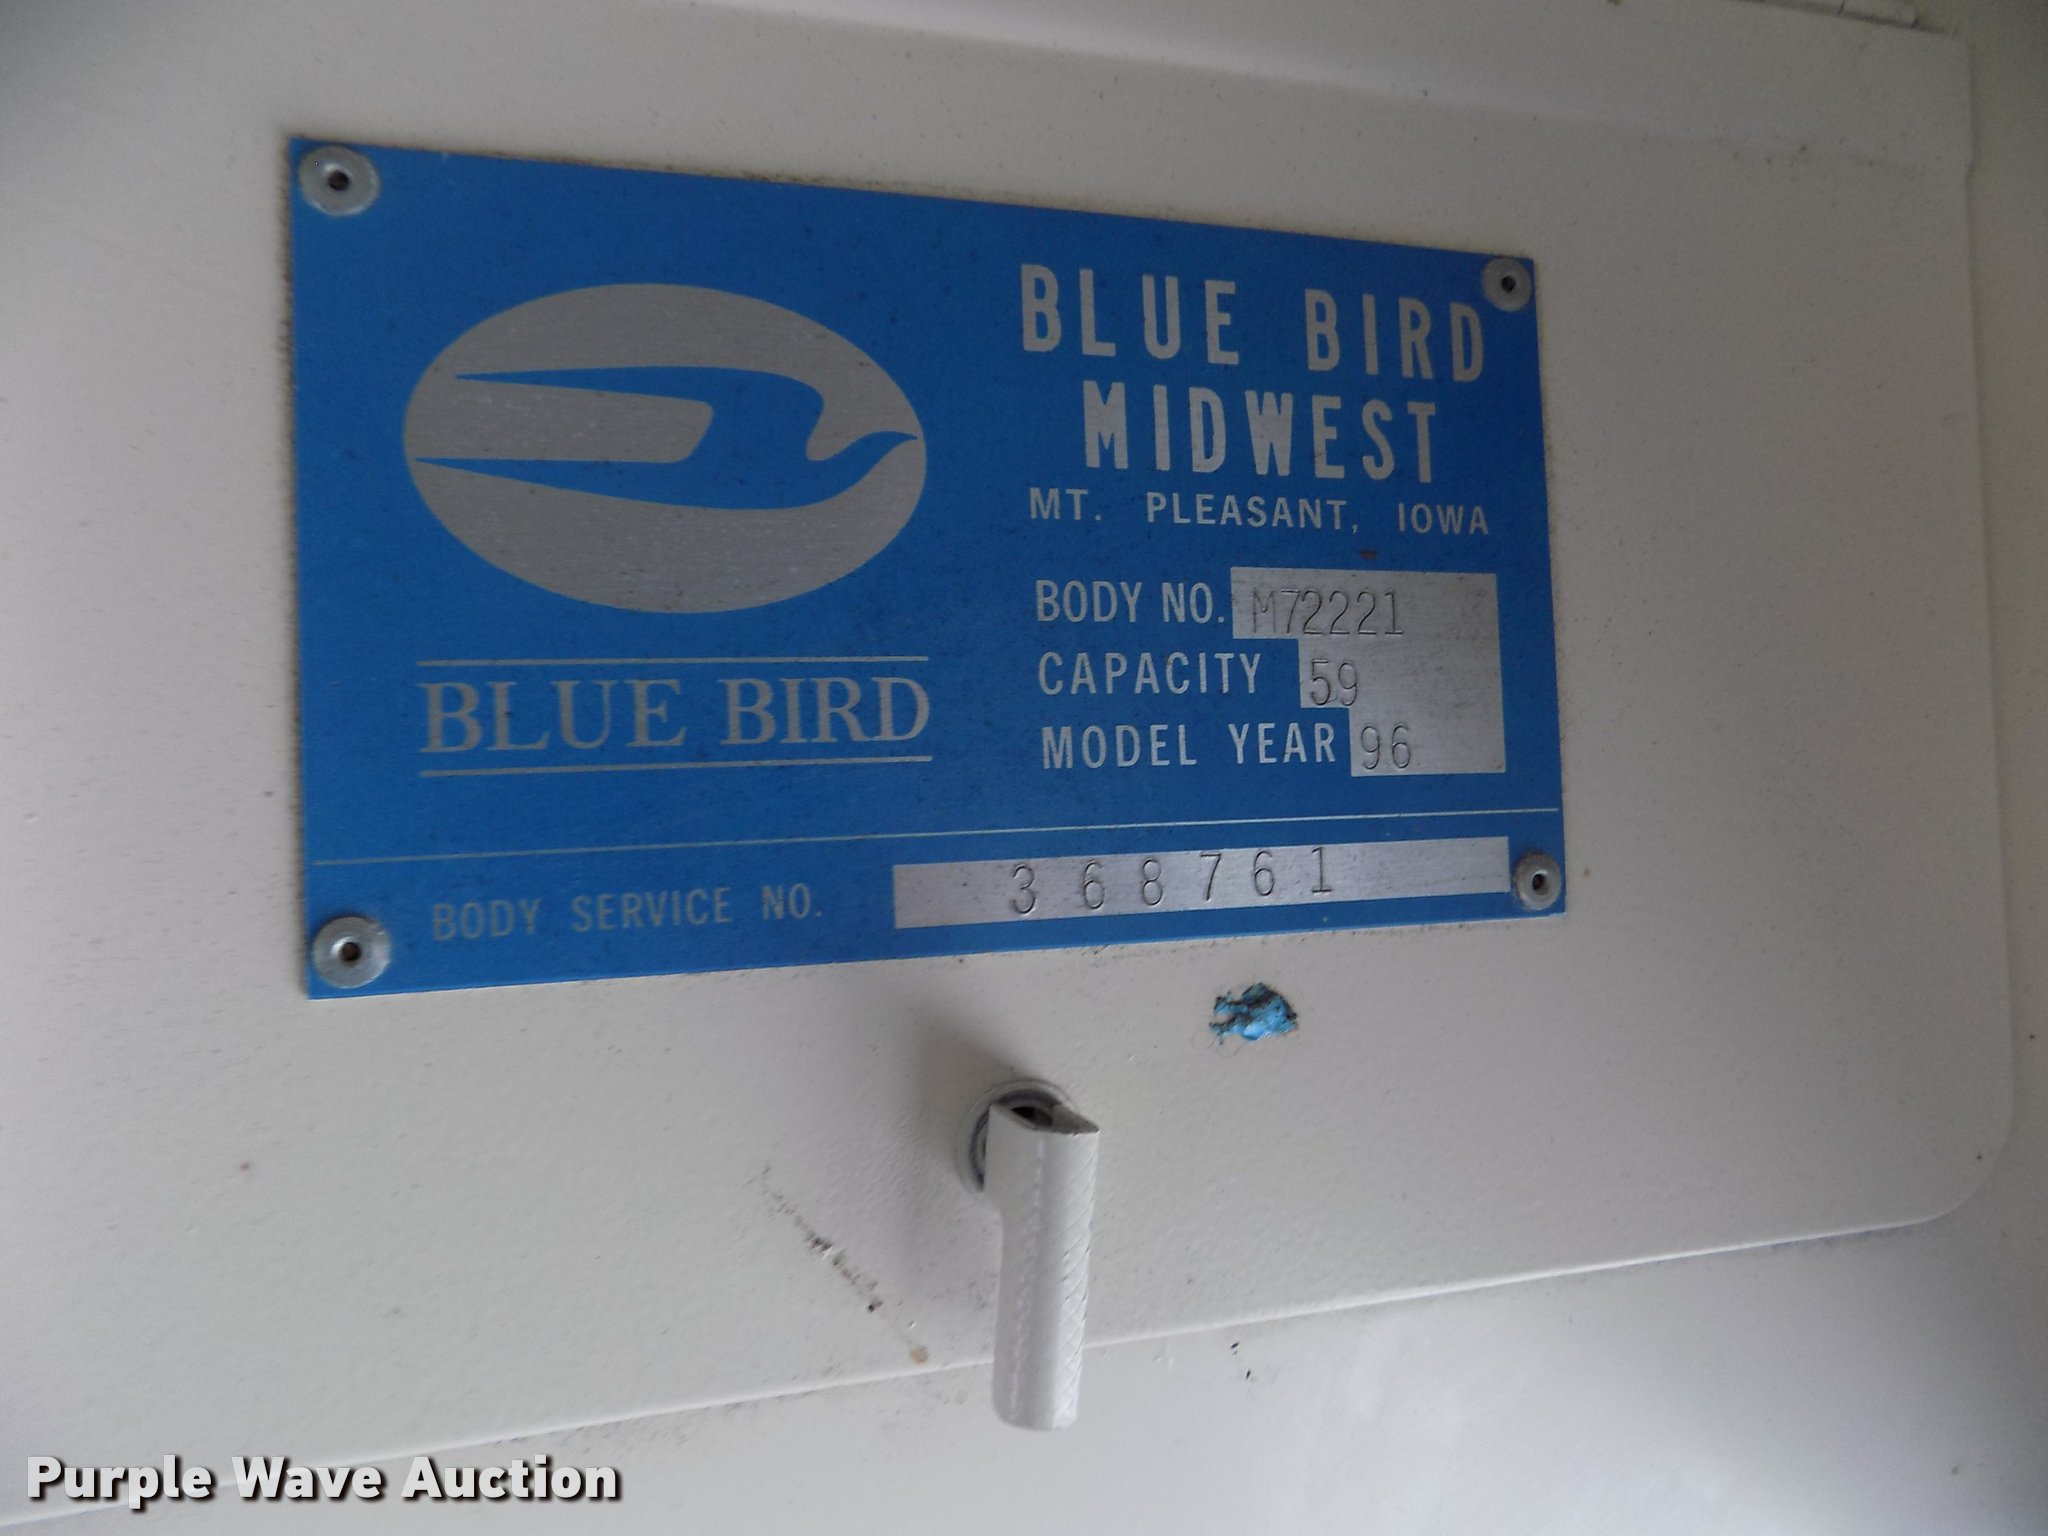 BLUE BIRD
MIDWEST
MT. PLEASANT, IOWA
BODY NO. M72221
CAPACITY 59
MODEL YEAR 96
BLUE BIRD
BODY SERVICE NO. 368761
Purple Wave Auction